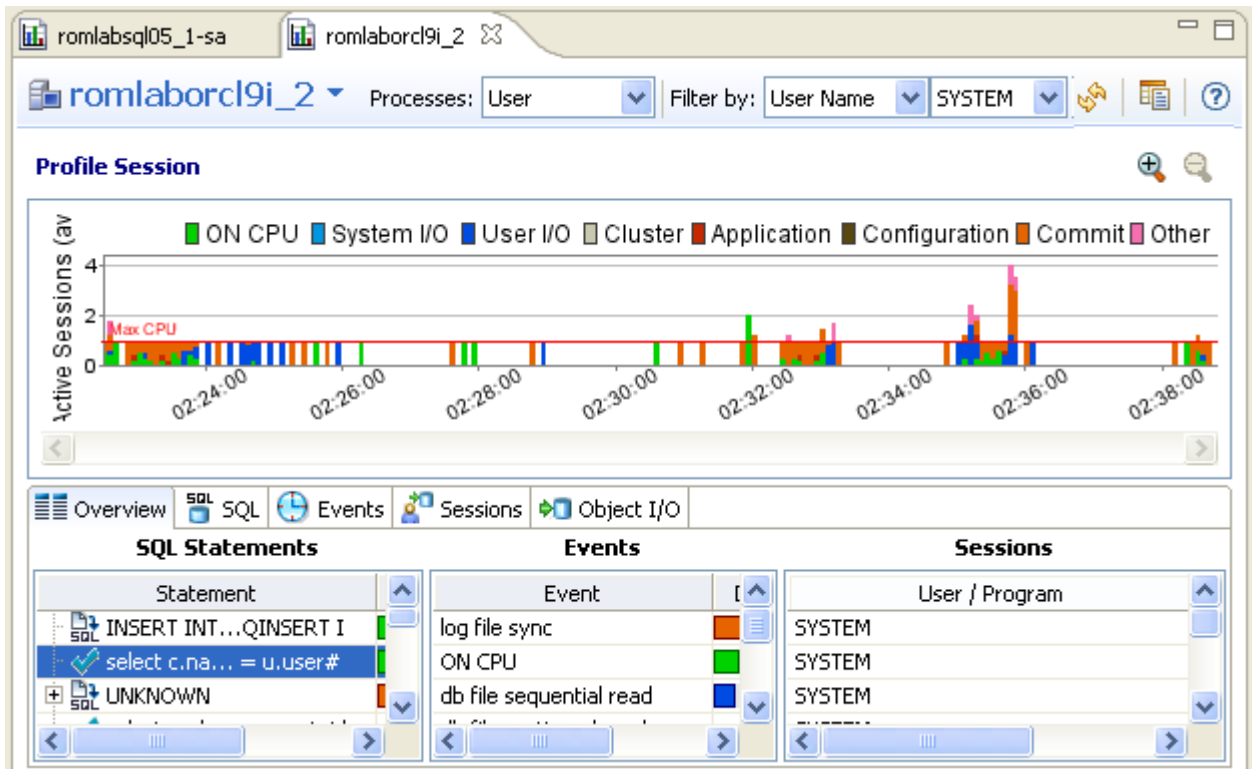 romlabsql05_1-sa
romlaborcl9i_2
romlaborcl9i_2 Processes: User Filter by: User Name SYSTEM
Profile Session
Active Sessions (av
ON CPU System I/O User I/O Cluster Application Configuration Commit Other
4
2
0
Max CPU
02:24:00 02:26:00 02:28:00 02:30:00 02:32:00 02:34:00 02:36:00 02:38:00
Overview SQL Events Sessions Object I/O
SQL Statements
Statement
INSERT INT...QINSERT I
select c.na... = u.user#
UNKNOWN
Events
Event
log file sync
ON CPU
db file sequential read
Sessions
User / Program
SYSTEM
SYSTEM
SYSTEM